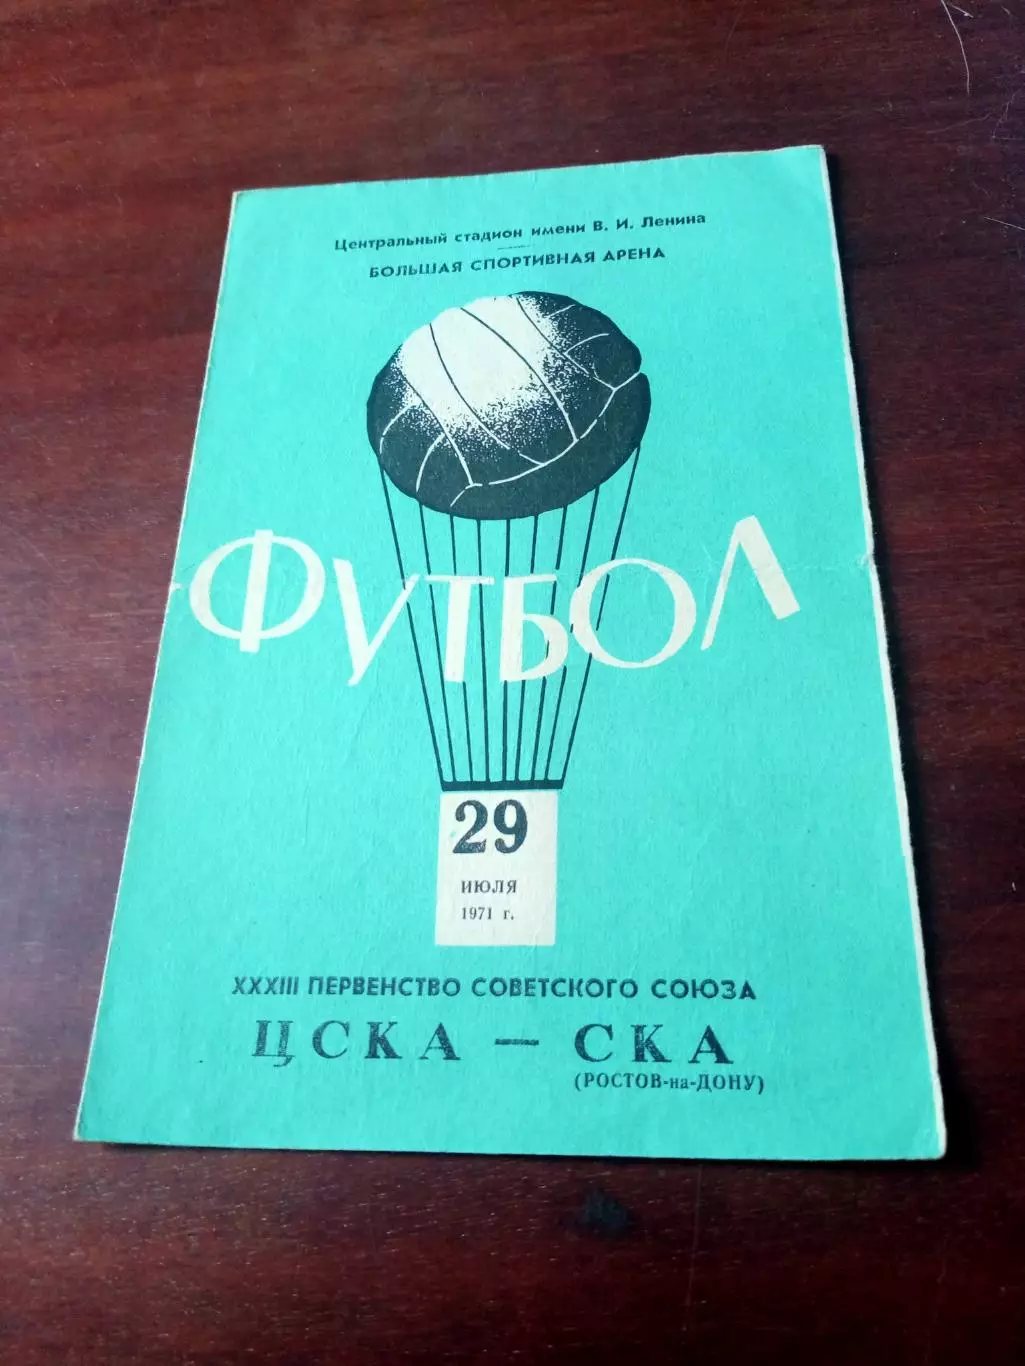 Центральный стадион имени В. И. Ленина
БОЛЬШАЯ СПОРТИВНАЯ АРЕНА
ФУТБОЛ
29
ИЮЛЯ
1971 г.
XXXIII ПЕРВЕНСТВО СОВЕТСКОГО СОЮЗА
ЦСКА — СКА
(РОСТОВ-на-ДОНУ)